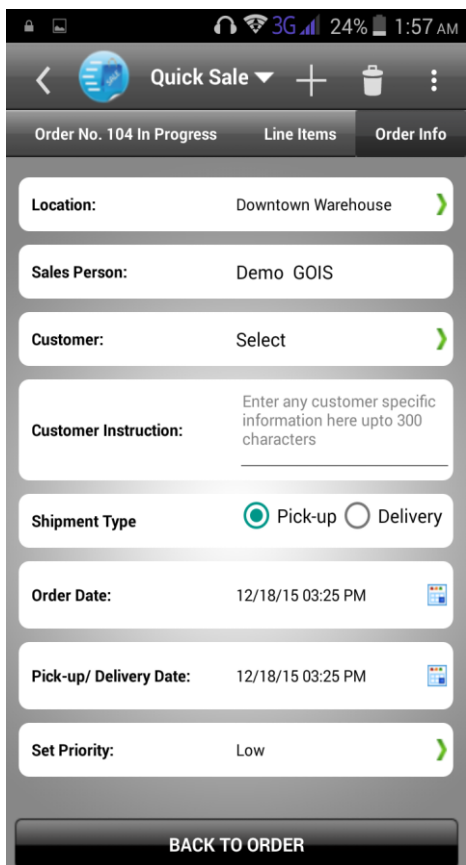 3G 24% 1:57 AM
Quick Sale
Order No. 104 In Progress Line Items Order Info
Location: Downtown Warehouse
Sales Person: Demo GOIS
Customer: Select
Customer Instruction:
Enter any customer specific
information here upto 300
characters
Shipment Type Pick-up Delivery
Order Date: 12/18/15 03:25 PM
Pick-up/ Delivery Date: 12/18/15 03:25 PM
Set Priority: Low
BACK TO ORDER